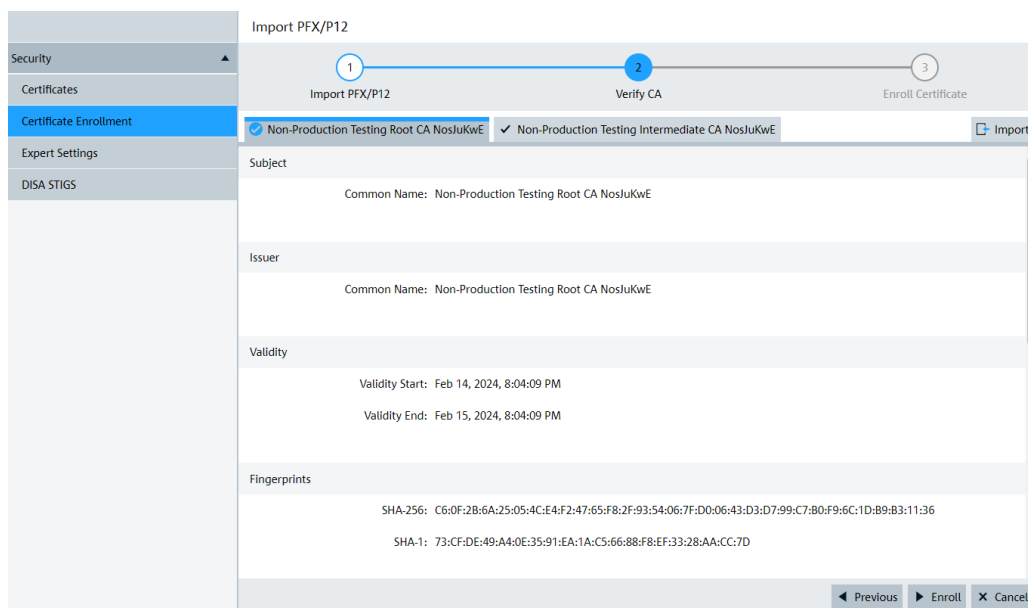 Import PFX/P12
Security
Certificates
Certificate Enrollment
Expert Settings
DISA STIGS
1
2
3
Import PFX/P12
Verify CA
Enroll Certificate
Non-Production Testing Root CA NosJuKwE
Non-Production Testing Intermediate CA NosJuKwE
Import
Subject
Common Name: Non-Production Testing Root CA NosJuKwE
Issuer
Common Name: Non-Production Testing Root CA NosJuKwE
Validity
Validity Start: Feb 14, 2024, 8:04:09 PM
Validity End: Feb 15, 2024, 8:04:09 PM
Fingerprints
SHA-256: C6:0F:2B:6A:25:05:4C:E4:F2:47:65:F8:2F:93:54:06:7F:D0:06:43:D3:D7:99:C7:B0:F9:6C:1D:B9:B3:11:36
SHA-1: 73:CF:DE:49:A4:0E:35:91:EA:1A:C5:66:88:F8:EF:33:28:AA:CC:7D
Previous
Enroll
Cancel